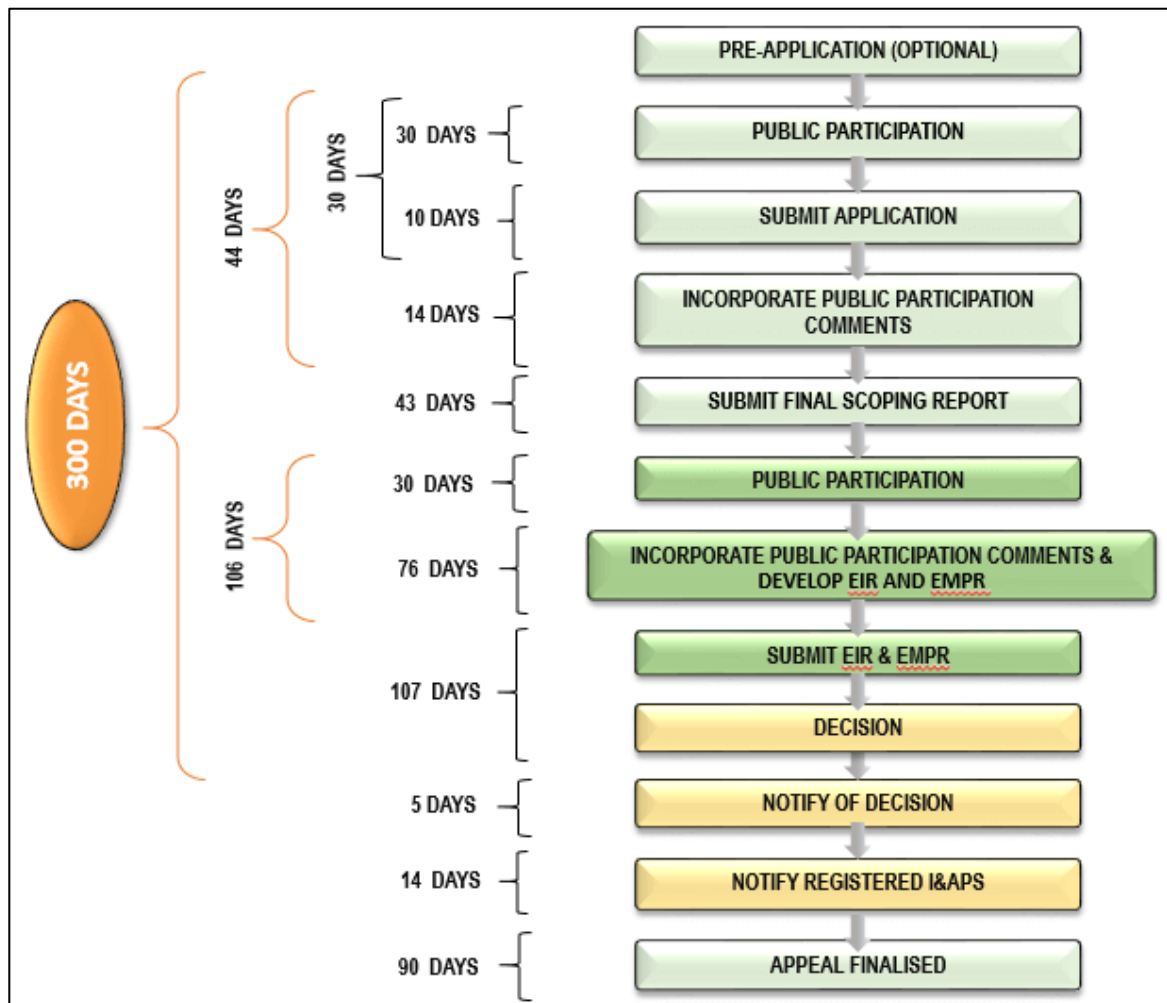 PRE-APPLICATION (OPTIONAL)
30 DAYS
PUBLIC PARTICIPATION
30 DAYS
44 DAYS
10 DAYS
SUBMIT APPLICATION
14 DAYS
INCORPORATE PUBLIC PARTICIPATION
COMMENTS
300 DAYS
43 DAYS
SUBMIT FINAL SCOPING REPORT
30 DAYS
PUBLIC PARTICIPATION
106 DAYS
76 DAYS
INCORPORATE PUBLIC PARTICIPATION COMMENTS &
DEVELOP EIR AND EMPR
SUBMIT EIR & EMPR
107 DAYS
DECISION
5 DAYS
NOTIFY OF DECISION
14 DAYS
NOTIFY REGISTERED I&APS
90 DAYS
APPEAL FINALISED